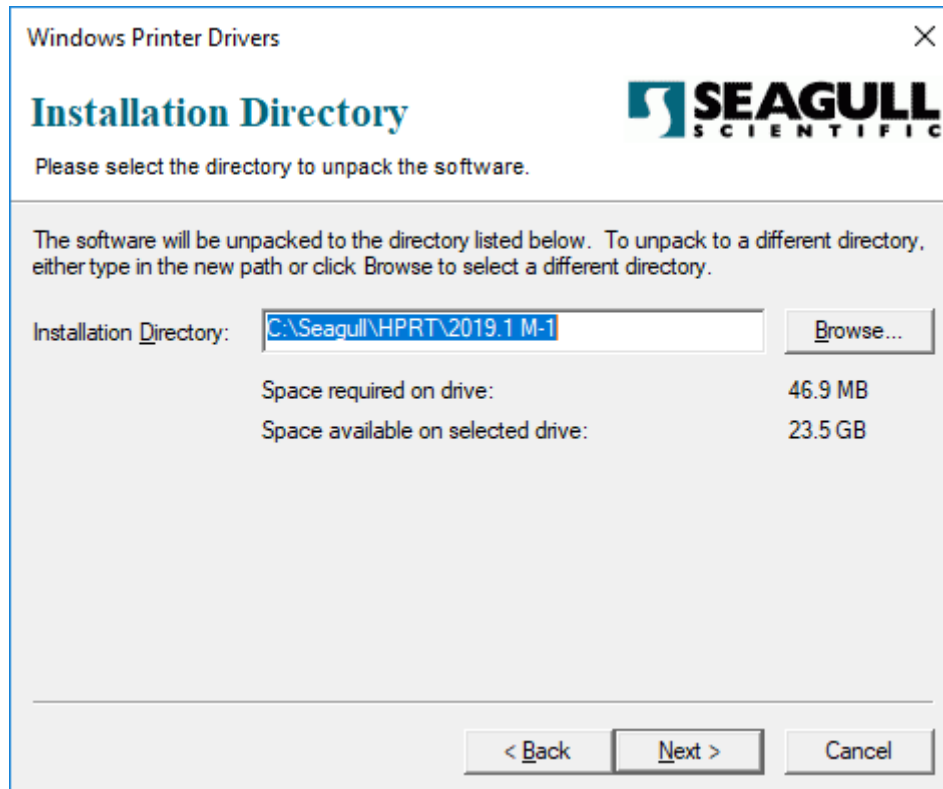 Windows Printer Drivers
Installation Directory
SEAGULL
SCIENTIFIC
Please select the directory to unpack the software.
The software will be unpacked to the directory listed below.  To unpack to a different directory,
either type in the new path or click Browse to select a different directory.
Installation Directory: C:\Seagull\HPRT\2019.1 M-1 Browse...
Space required on drive: 46.9 MB
Space available on selected drive: 23.5 GB
< Back Next > Cancel